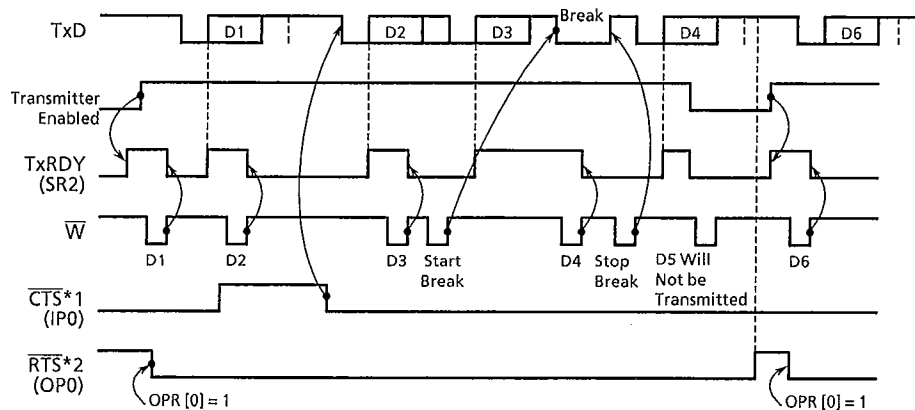 Break
TxD
D1
D2
D3
D4
D6
Transmitter
Enabled
TxRDY
(SR2)
W
D1
D2
D3
Start
Break
D4
Stop
Break
D5 Will
Not be
Transmitted
D6
CTS*1
(IP0)
RTS*2
(OP0)
OPR [0] = 1
OPR [0] = 1